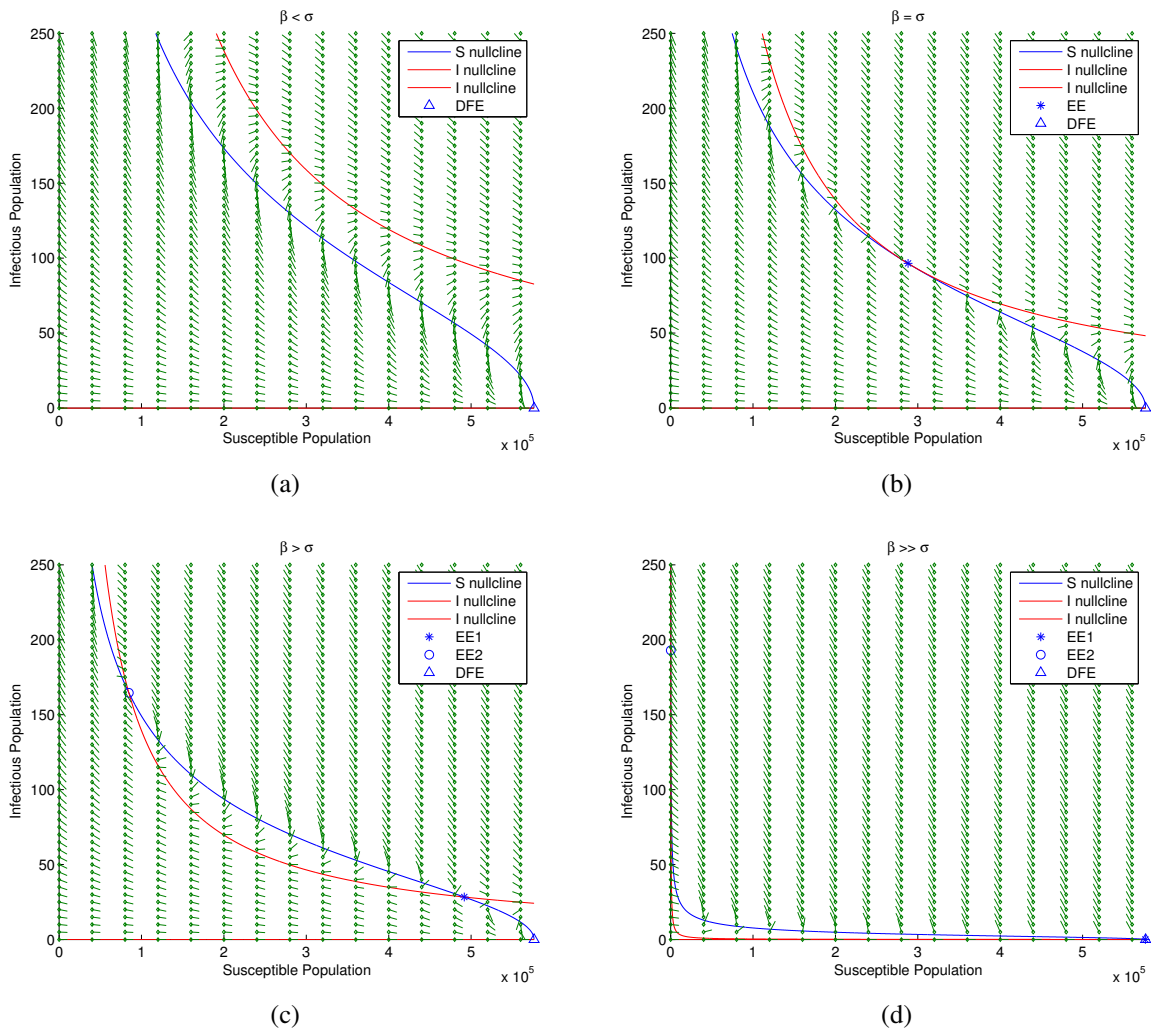 β < σ
250
200
150
100
50
0
Infectious Population
S nullcline
I nullcline
I nullcline
DFE
0 1 2 3 4 5
Susceptible Population
x 10^5
(a)
β = σ
250
200
150
100
50
0
Infectious Population
S nullcline
I nullcline
I nullcline
EE
DFE
0 1 2 3 4 5
Susceptible Population
x 10^5
(b)
β > σ
250
200
150
100
50
0
Infectious Population
S nullcline
I nullcline
I nullcline
EE1
EE2
DFE
0 1 2 3 4 5
Susceptible Population
x 10^5
(c)
β >> σ
250
200
150
100
50
0
Infectious Population
S nullcline
I nullcline
I nullcline
EE1
EE2
DFE
0 1 2 3 4 5
Susceptible Population
x 10^5
(d)